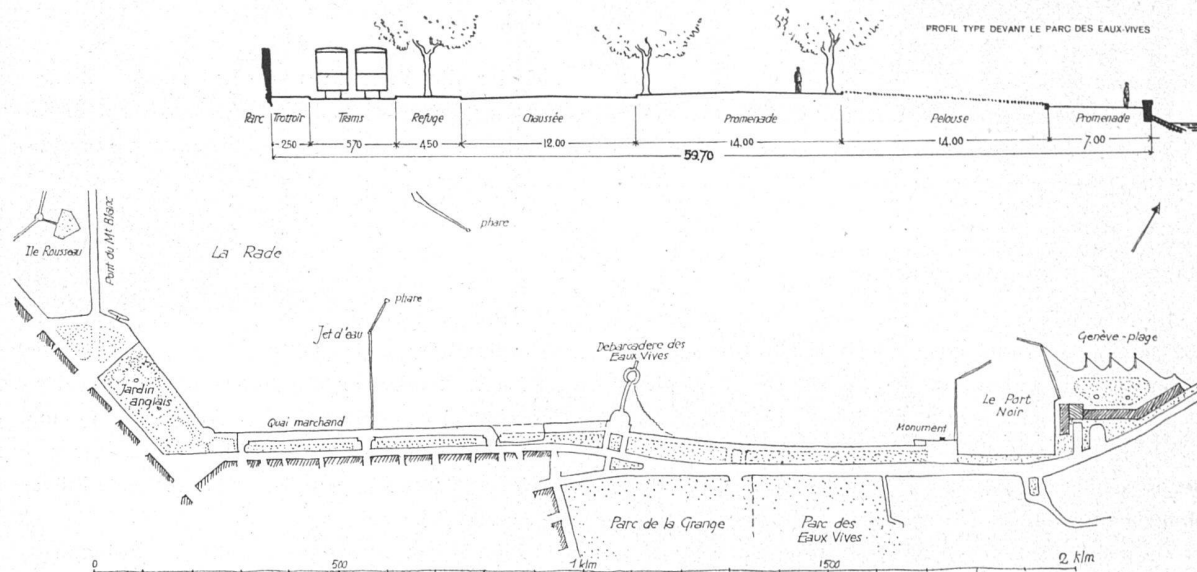 PROFIL TYPE DEVANT LE PARC DES EAUX-VIVES
Parc Trottoir Trams Refuge Chaussée Promenade Pelouse Promenade
2.50 5.70 4.50 12.00 14.00 14.00 7.00
59.70
Pont du Mt Blanc
phare
Ile Rousseau
La Rade
phare
Jet d'eau
Débarcadère des
Eaux Vives
Genève-plage
Jardin
anglais
Le Port
Noir
Quai marchand
Monument
Parc de la Grange
Parc des
Eaux Vives
0 500 1 klm 1500 2 klm